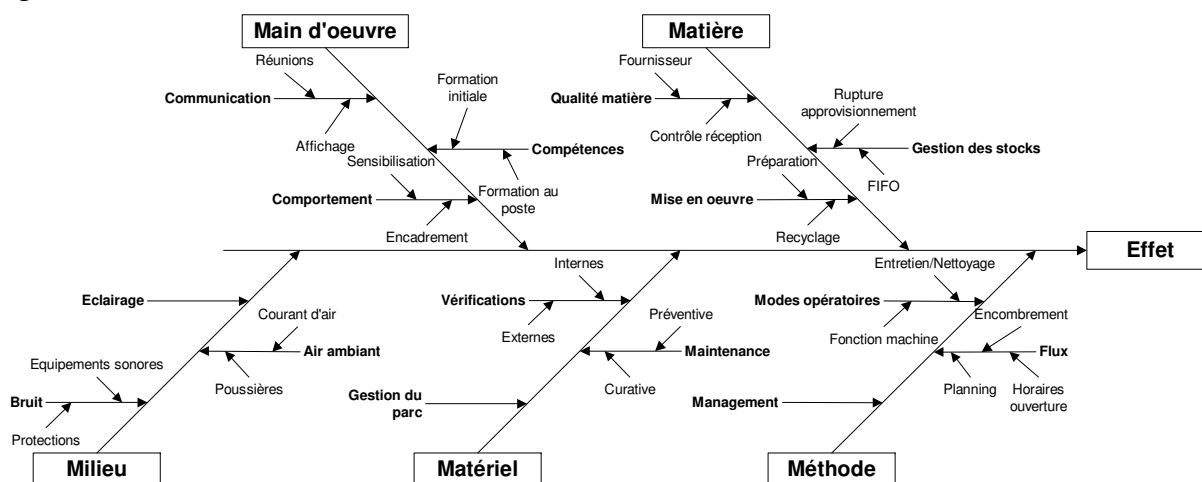 Main d'oeuvre
Matière
Réunions
Fournisseur
Formation
initiale
Rupture
approvisionnement
Communication
Qualité matière
Affichage
Contrôle réception
Compétences
Gestion des stocks
Sensibilisation
Préparation
FIFO
Formation au
poste
Comportement
Mise en oeuvre
Encadrement
Recyclage
Effet
Internes
Entretien/Nettoyage
Eclairage
Vérifications
Modes opératoires
Courant d'air
Préventive
Encombrement
Externes
Fonction machine
Air ambiant
Maintenance
Flux
Equipements sonores
Poussières
Curative
Planning
Horaires
ouverture
Gestion du
parc
Bruit
Management
Protections
Milieu
Matériel
Méthode